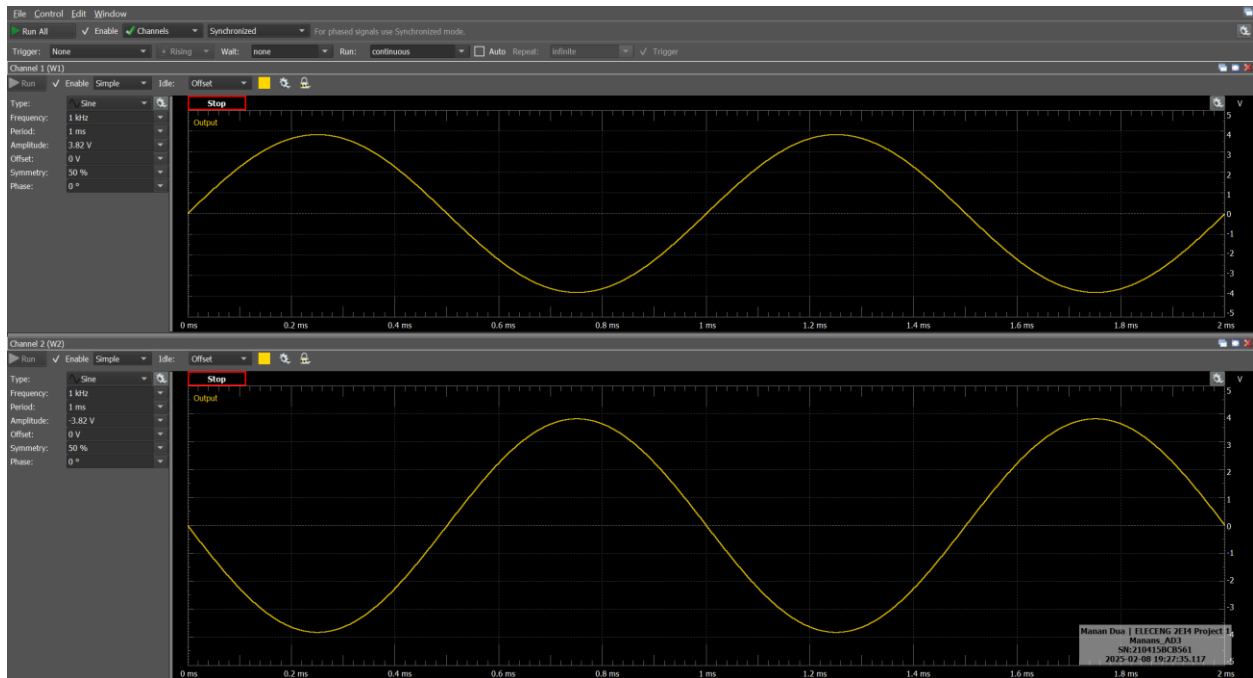 File Control Edit Window
Run All Enable Channels Synchronized For phased signals use Synchronized mode.
Trigger: None Rising Wait: none Run: continuous Auto Repeat: infinite Trigger
Channel 1 (W1)
Run Enable Simple Idle: Offset
Type: Sine
Frequency: 1 kHz
Period: 1 ms
Amplitude: 3.82 V
Offset: 0 V
Symmetry: 50 %
Phase: 0 °
Stop
V
Output
5
4
3
2
1
0
-1
-2
-3
-4
-5
0 ms 0.2 ms 0.4 ms 0.6 ms 0.8 ms 1 ms 1.2 ms 1.4 ms 1.6 ms 1.8 ms 2 ms
Channel 2 (W2)
Run Enable Simple Idle: Offset
Type: Sine
Frequency: 1 kHz
Period: 1 ms
Amplitude: -3.82 V
Offset: 0 V
Symmetry: 50 %
Phase: 0 °
Stop
V
Output
5
4
3
2
1
0
-1
-2
-3
Manan Dua | ELECENG 2EI4 Project 1
Manans_AD3
SN:210415BCB561
2025-02-08 19:27:35.117
0 ms 0.2 ms 0.4 ms 0.6 ms 0.8 ms 1 ms 1.2 ms 1.4 ms 1.6 ms 1.8 ms 2 ms